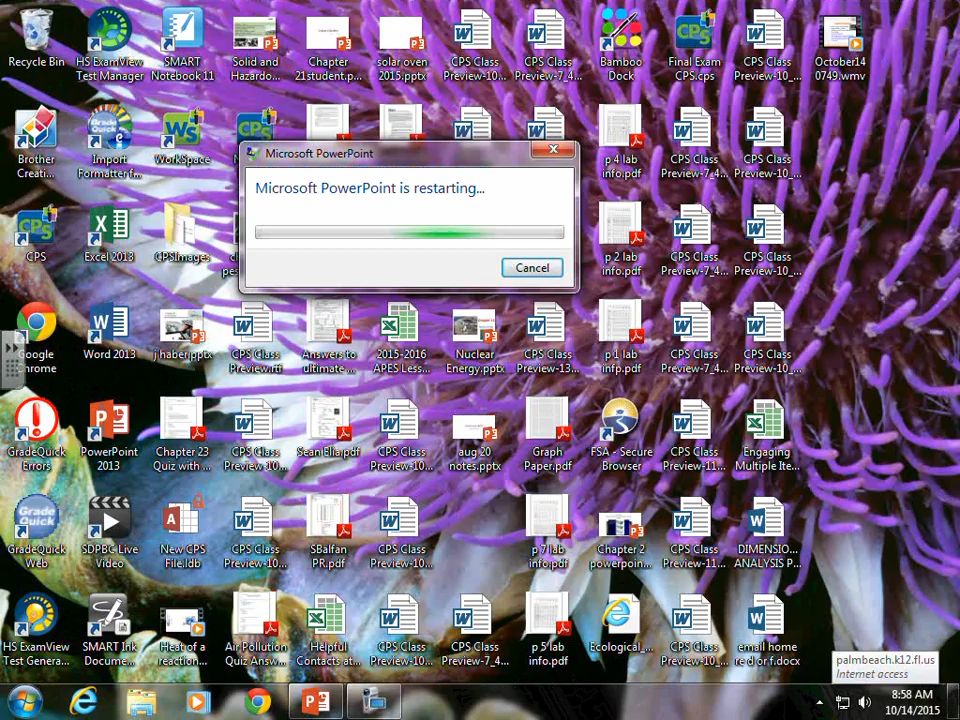 Recycle Bin
HS ExamView
Test Manager
SMART
Notebook 11
Solid and
Hazardo...
Chapter
21student.p...
solar oven
2015.pptx
CPS Class
Preview-10...
CPS Class
Preview-7_4...
Bamboo
Dock
Final Exam
CPS.cps
CPS Class
Preview-10_...
October14
0749.wmv
Brother
Creati...
Import
Formatter f...
WorkSpace
p 4 lab
info.pdf
CPS Class
Preview-7_4...
CPS Class
Preview-10_...
Microsoft PowerPoint
Microsoft PowerPoint is restarting...
Cancel
CPS
Excel 2013
CPSImages
p 2 lab
info.pdf
CPS Class
Preview-7_4...
CPS Class
Preview-10_...
Google
Chrome
Word 2013
j haber.pptx
CPS Class
Preview.rtf
Answers to
ultimate ...
2015-2016
APES Less...
Nuclear
Energy.pptx
CPS Class
Preview-13...
p 1 lab
infp.pdf
CPS Class
Preview-7_4...
CPS Class
Preview-10_...
GradeQuick
Errors
PowerPoint
2013
Chapter 23
Quiz with ...
CPS Class
Preview-10...
SeaniElia.pdf
CPS Class
Preview-10...
aug 20
notes.pptx
Graph
Paper.pdf
FSA - Secure
Browser
CPS Class
Preview-11...
Engaging
Multiple Ite...
GradeQuick
Web
SDPBC Live
Video
New CPS
File.ldb
CPS Class
Preview-10...
SBalfan
PR.pdf
CPS Class
Preview-10...
p 7 lab
info.pdf
Chapter 2
powerpoin...
CPS Class
Preview-11...
DIMENSIO...
ANALYSIS P...
HS ExamView
Test Genera...
SMART Ink
Docume...
Heat of a
reaction...
Air Pollution
Quiz Answ...
Helpful
Contacts at...
CPS Class
Preview-10...
CPS Class
Preview-7_4...
p 5 lab
info.pdf
Ecological_...
CPS Class
Preview-10_...
email home
re d or f.docx
palmbeach.k12.fl.us
Internet access
8:58 AM
10/14/2015